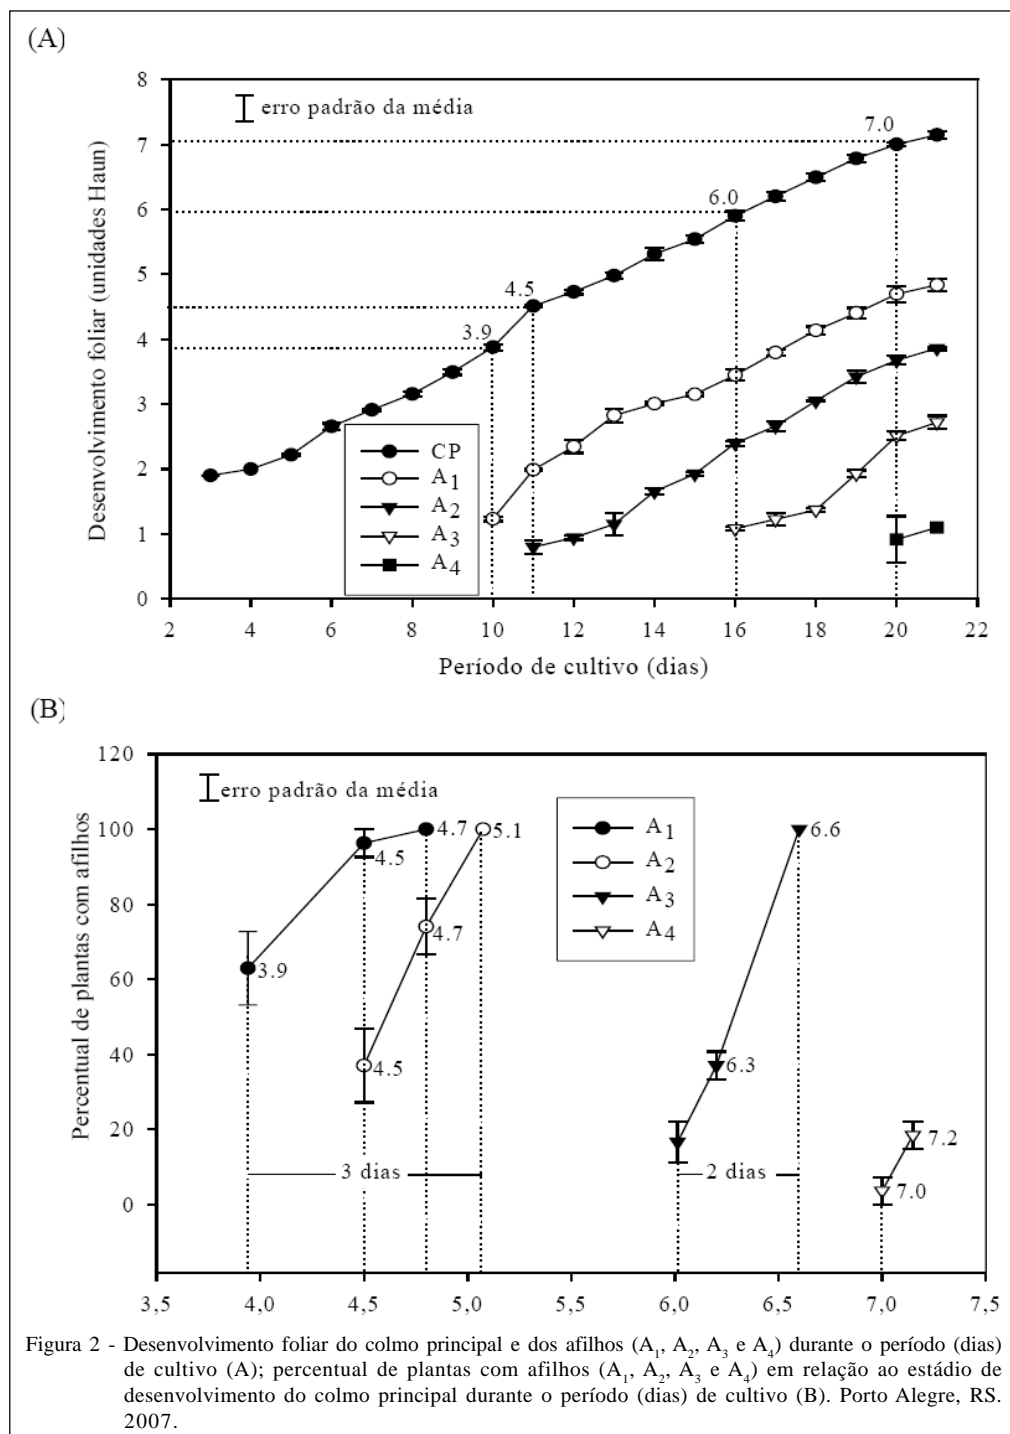 (A)
8
7
6
5
4
3
2
1
0
Desenvolvimento foliar (unidades Haun)
erro padrão da média
7.0
6.0
4.5
3.9
CP
A1
A2
A3
A4
2 4 6 8 10 12 14 16 18 20 22
Período de cultivo (dias)
(B)
120
100
80
60
40
20
0
Percentual de plantas com afilhos
erro padrão da média
A1
A2
A3
A4
4.7 5.1 6.6
4.5
4.7
3.9
4.5 6.3
3 dias 2 dias 7.2
7.0
3,5 4,0 4,5 5,0 5,5 6,0 6,5 7,0 7,5
Figura 2 - Desenvolvimento foliar do colmo principal e dos afilhos (A1, A2, A3 e A4) durante o período (dias)
de cultivo (A); percentual de plantas com afilhos (A1, A2, A3 e A4) em relação ao estádio de
desenvolvimento do colmo principal durante o período (dias) de cultivo (B). Porto Alegre, RS.
2007.